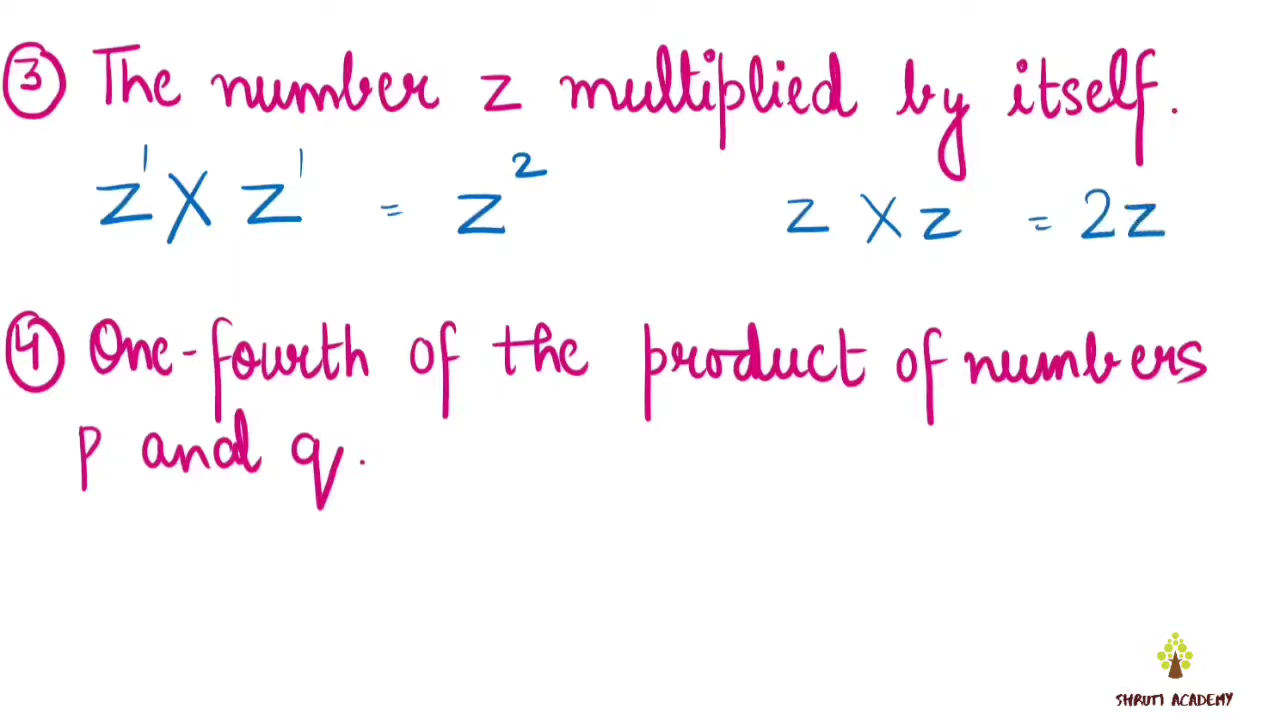 3 The number z multiplied by itself.
z¹ X z¹ = z² z X z = 2z
4 One-fourth of the product of numbers
p and q.
SHRUTI ACADEMY